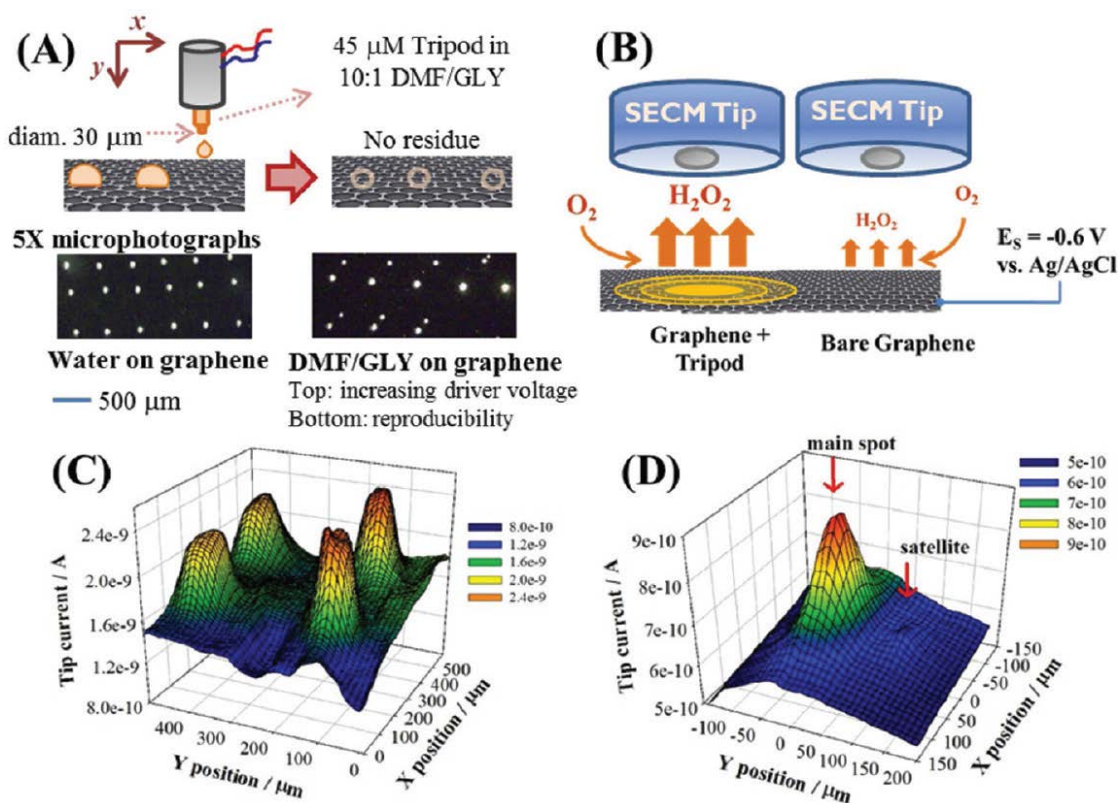 (A)
x
y
45 μM Tripod in
10:1 DMF/GLY
diam. 30 μm
No residue
5X microphotographs
Water on graphene
500 μm
DMF/GLY on graphene
Top: increasing driver voltage
Bottom: reproducibility
(B)
SECM Tip
SECM Tip
O2
H2O2
H2O2
O2
ES = -0.6 V
vs. Ag/AgCl
Graphene +
Tripod
Bare Graphene
(C)
Tip current / A
2.4e-9
2.0e-9
1.6e-9
1.2e-9
8.0e-10
8.0e-10
1.2e-9
1.6e-9
2.0e-9
2.4e-9
400
300
200
100
0
Y position / μm
0
100
200
300
400
500
X position / μm
(D)
main spot
satellite
5e-10
6e-10
7e-10
8e-10
9e-10
Tip current / A
9e-10
8e-10
7e-10
6e-10
5e-10
-100
-50
0
50
100
150
200
Y position / μm
-150
-100
-50
0
50
100
150
X position / μm